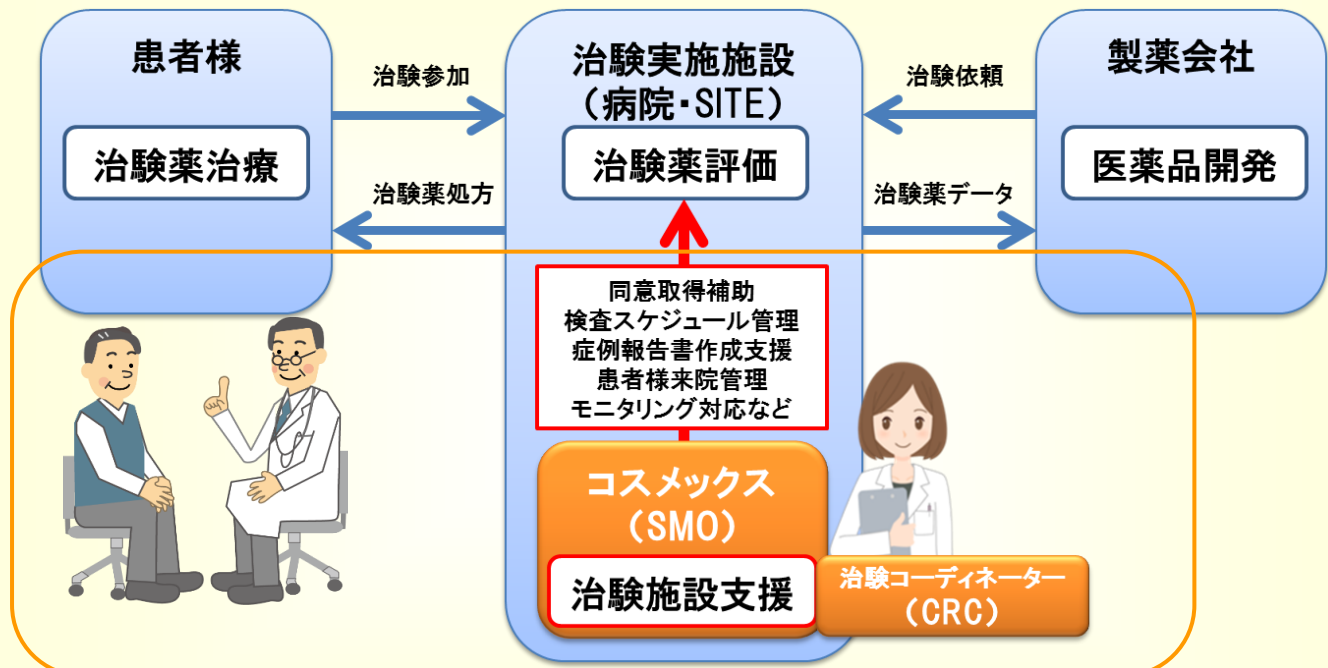 患者様
治験薬治療
治験参加
治験薬処方
治験実施施設
（病院・SITE）
治験薬評価
治験依頼
治験薬データ
製薬会社
医薬品開発
同意取得補助
検査スケジュール管理
症例報告書作成支援
患者様来院管理
モニタリング対応など
コスメックス
（SMO）
治験施設支援
治験コーディネーター
（CRC）